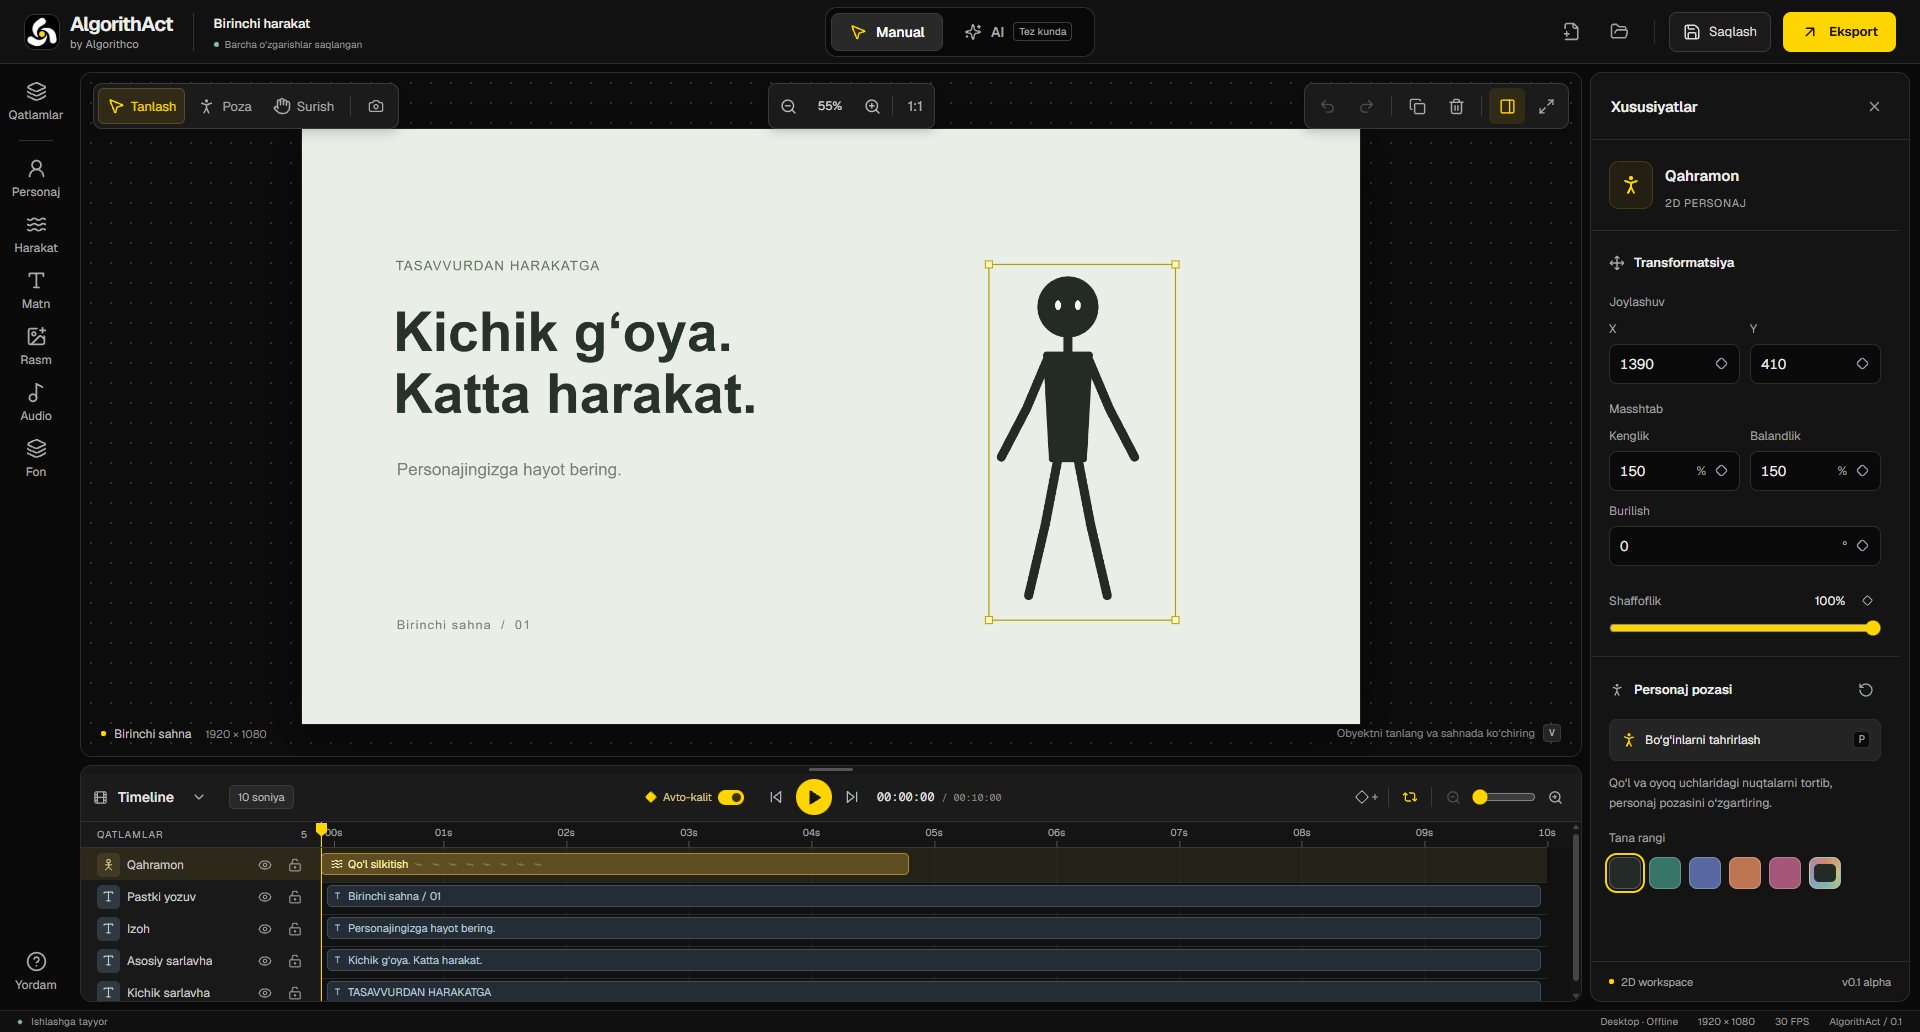 AlgorithAct
by Algorithco
Birinchi harakat
Barcha o'zgarishlar saqlangan
Manual
AI
Tez kunda
Saqlash
Eksport
Qatlamlar
Personaj
Harakat
Matn
Rasm
Audio
Fon
Yordam
Tanlash
Poza
Surish
55%
1:1
TASAVVURDAN HARAKATGA
Kichik g‘oya.
Katta harakat.
Personajingizga hayot bering.
Birinchi sahna / 01
Birinchi sahna
1920 × 1080
Obyektni tanlang va sahnada ko‘chiring
V
Xususiyatlar
Qahramon
2D PERSONAJ
Transformatsiya
Joylashuv
X
Y
1390
410
Masshtab
Kenglik
Balandlik
150 %
150 %
Burilish
0 °
Shaffoflik
100%
Personaj pozasi
Bo‘g‘inlarni tahrirlash
P
Qo‘l va oyoq uchlaridagi nuqtalarni tortib,
personaj pozasini o‘zgartiring.
Tana rangi
2D workspace
v0.1 alpha
Timeline
10 soniya
Avto-kalit
00:00:00 / 00:10:00
QATLAMLAR
5
00s
01s
02s
03s
04s
05s
06s
07s
08s
09s
10s
Qahramon
Qo‘l silkitish
Pastki yozuv
T Birinchi sahna / 01
Izoh
T Personajingizga hayot bering.
Asosiy sarlavha
T Kichik g‘oya. Katta harakat.
Kichik sarlavha
T TASAVVURDAN HARAKATGA
Ishlashga tayyor
Desktop · Offline
1920 × 1080
30 FPS
AlgorithAct / 0.1